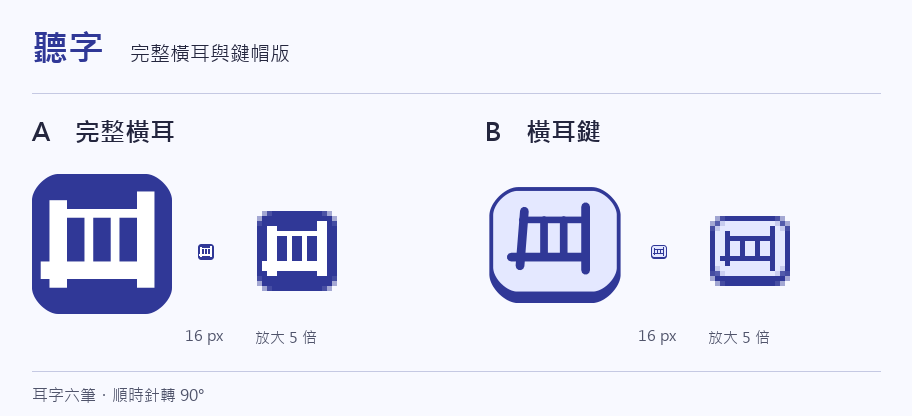 聽字 完整橫耳與鍵帽版
A 完整橫耳
B 橫耳鍵
16 px 放大 5 倍
16 px 放大 5 倍
耳字六筆・順時針轉 90°